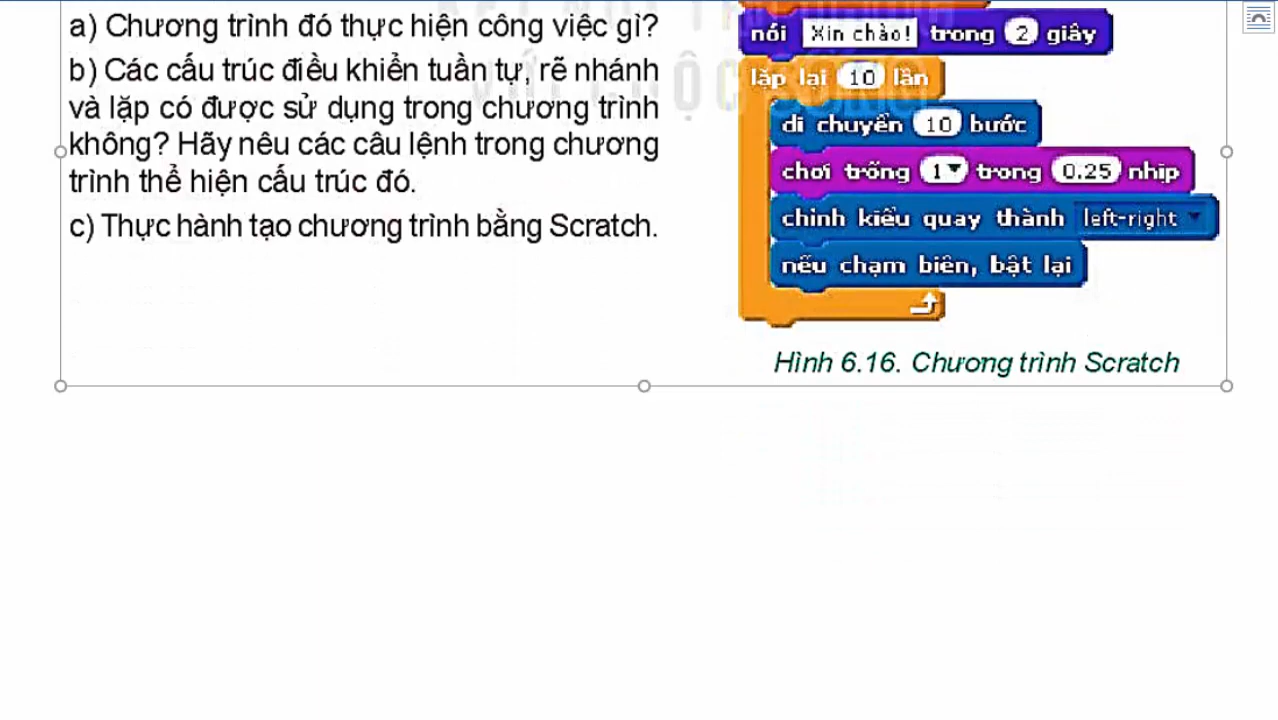 a) Chương trình đó thực hiện công việc gì?
b) Các cấu trúc điều khiển tuần tự, rẽ nhánh
và lặp có được sử dụng trong chương trình
không? Hãy nêu các câu lệnh trong chương
trình thể hiện cấu trúc đó.
c) Thực hành tạo chương trình bằng Scratch.
nói Xin chào! trong 2 giây
lặp lại 10 lần
di chuyển 10 bước
chơi trống 1 trong 0.25 nhịp
chỉnh kiểu quay thành left-right
nếu chạm biên, bật lại
Hình 6.16. Chương trình Scratch